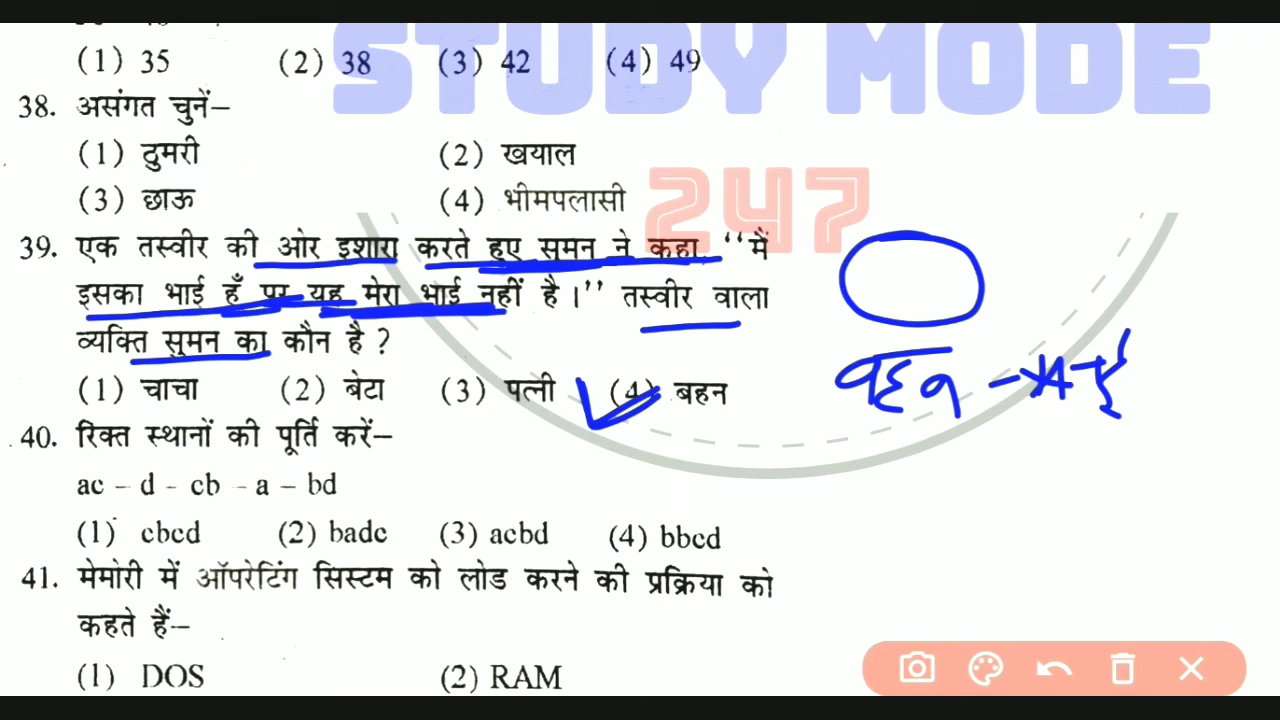 STUDY MODE
247
(1) 35 (2) 38 (3) 42 (4) 49
38. असंगत चुनें–
(1) ठुमरी (2) खयाल
(3) छाऊ (4) भीमपलासी
39. एक तस्वीर की ओर इशारा करते हुए सुमन ने कहा, ‘‘मैं
इसका भाई हूँ पर यह मेरा भाई नहीं है।’’ तस्वीर वाला
व्यक्ति सुमन का कौन है ?
(1) चाचा (2) बेटा (3) पत्नी (4) बहन
बहन – भाई
40. रिक्त स्थानों की पूर्ति करें–
ac – d - cb – a – bd
(1) cbcd (2) badc (3) acbd (4) bbcd
41. मेमोरी में ऑपरेटिंग सिस्टम को लोड करने की प्रक्रिया को
कहते हैं–
(1) DOS (2) RAM